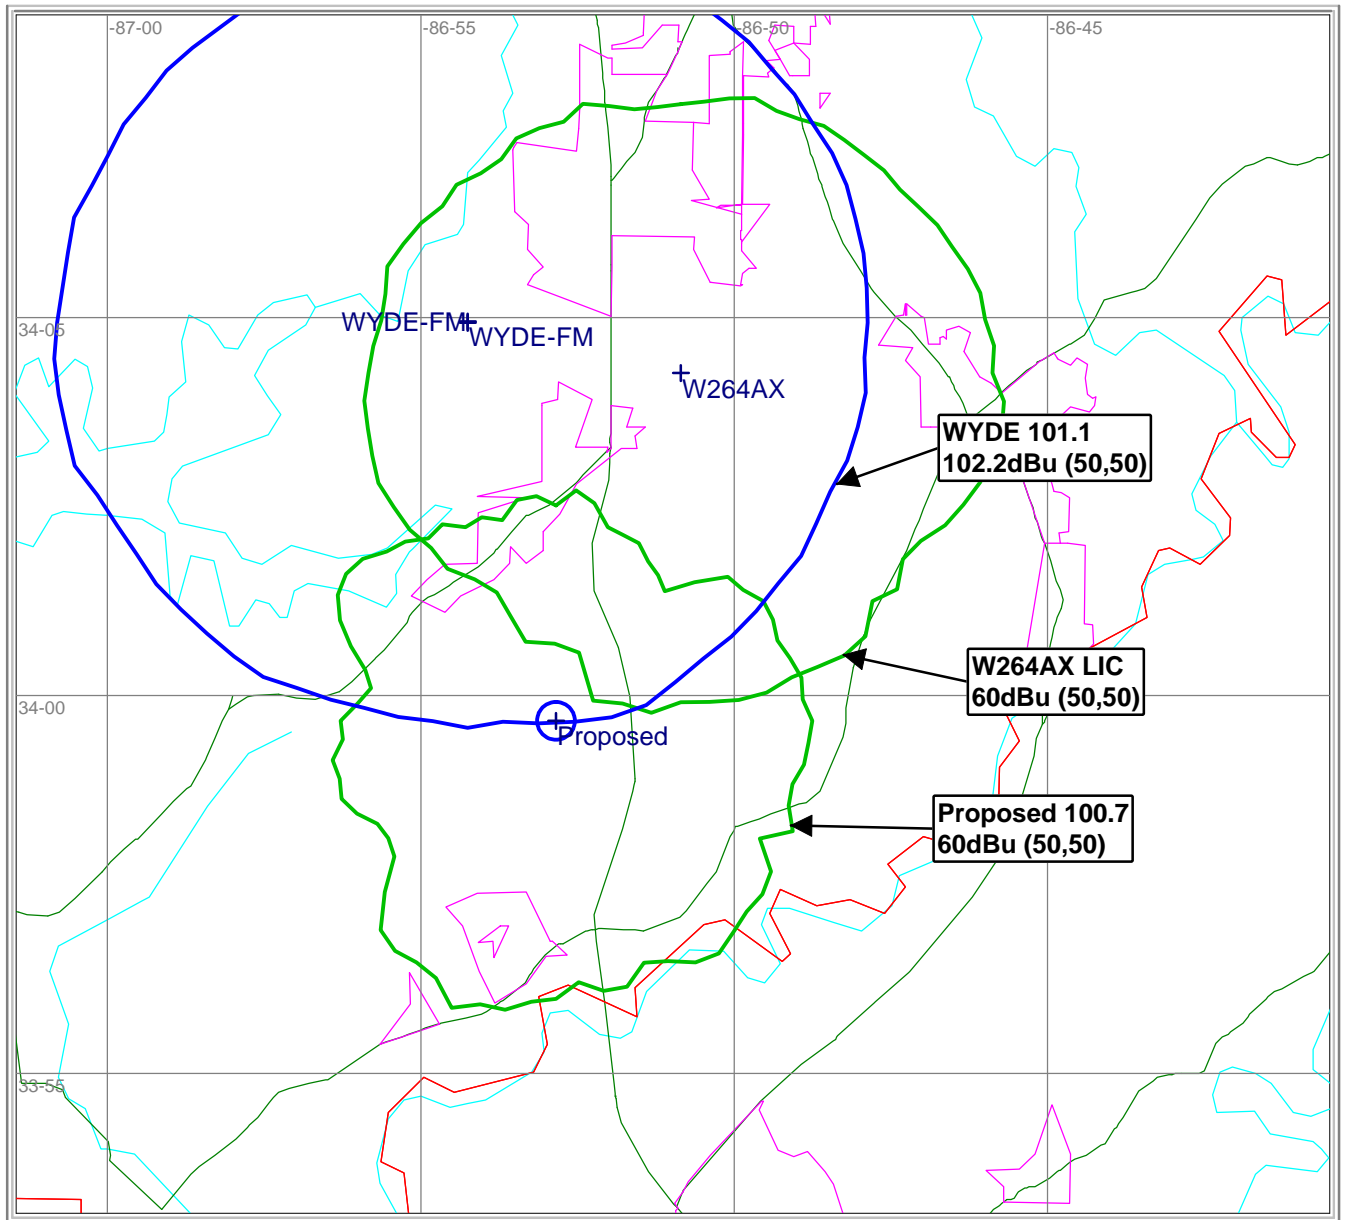 -87-00
-86-55
-86-50
-86-45
34-05
WYDE-FM
WYDE-FM
W264AX
WYDE 101.1
102.2dBu (50,50)
W264AX LIC
60dBu (50,50)
34-00
Proposed
Proposed 100.7
60dBu (50,50)
33-55